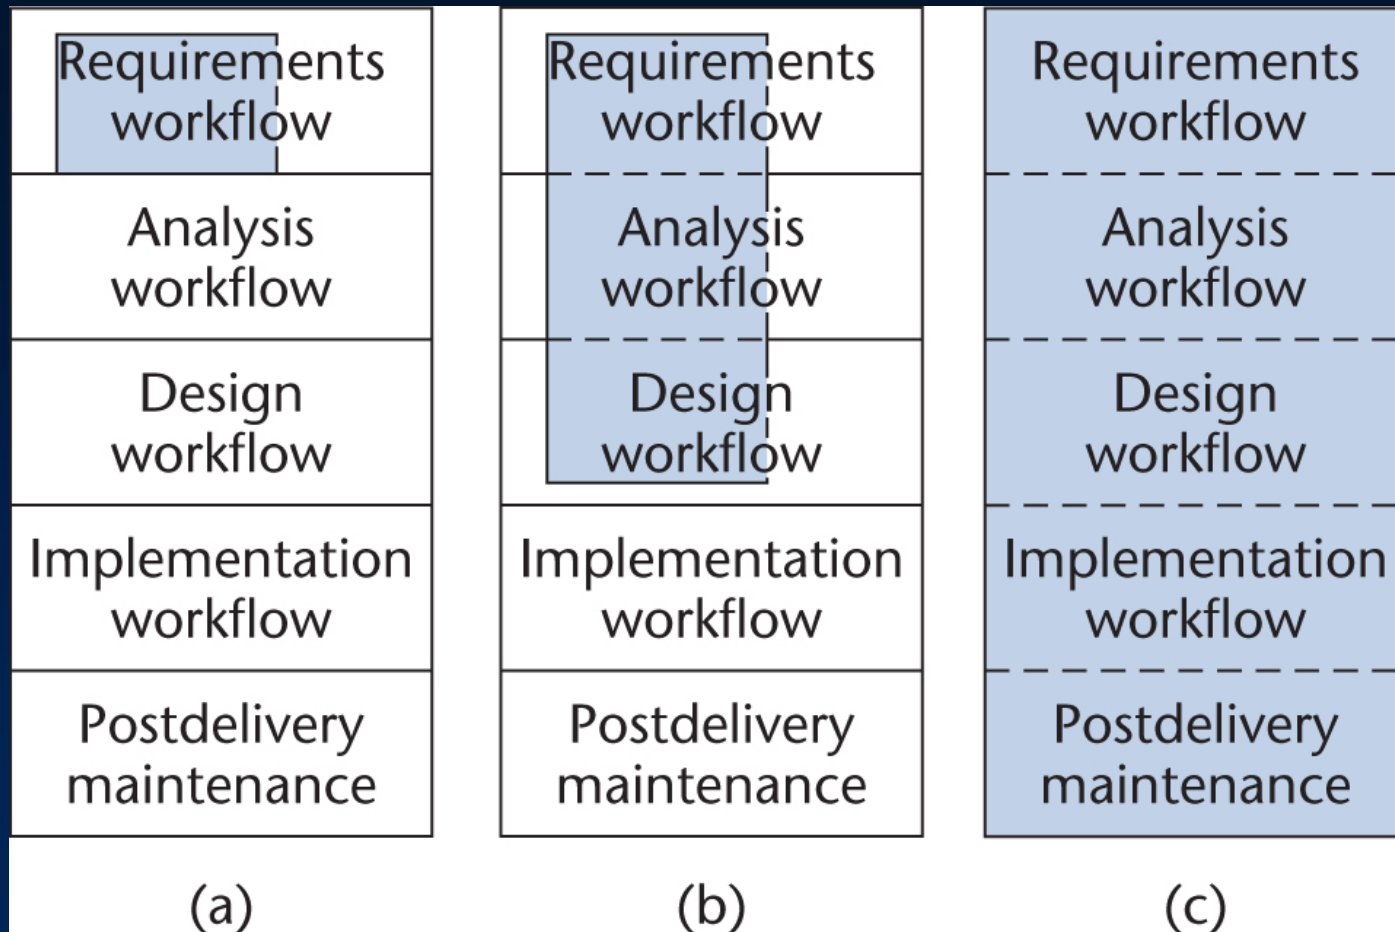 Requirements
workflow
Analysis
workflow
Design
workflow
Implementation
workflow
Postdelivery
maintenance
(a)
Requirements
workflow
Analysis
workflow
Design
workflow
Implementation
workflow
Postdelivery
maintenance
(b)
Requirements
workflow
Analysis
workflow
Design
workflow
Implementation
workflow
Postdelivery
maintenance
(c)